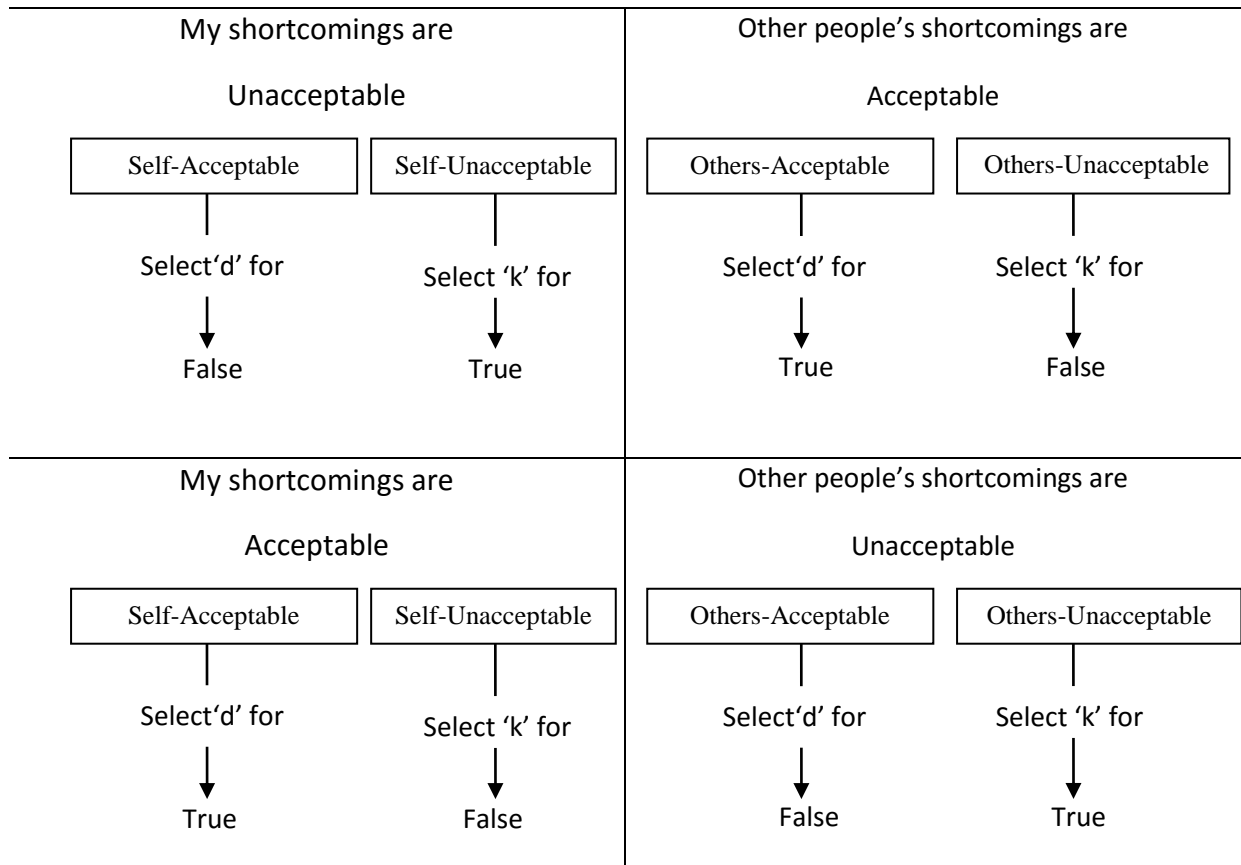 My shortcomings are
Unacceptable
Self-Acceptable
Self-Unacceptable
Select‘d’ for
Select ‘k’ for
False
True
Other people’s shortcomings are
Acceptable
Others-Acceptable
Others-Unacceptable
Select‘d’ for
Select ‘k’ for
True
False
My shortcomings are
Acceptable
Self-Acceptable
Self-Unacceptable
Select‘d’ for
Select ‘k’ for
True
False
Other people’s shortcomings are
Unacceptable
Others-Acceptable
Others-Unacceptable
Select‘d’ for
Select ‘k’ for
False
True